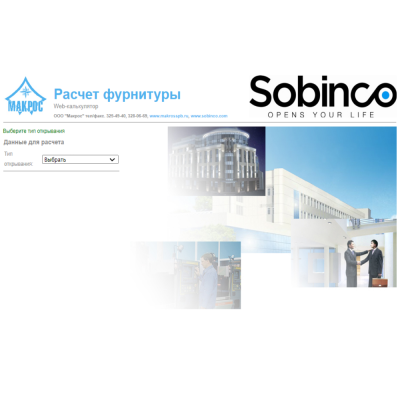 МАКРОС
Расчет фурнитуры
Web-калькулятор
Sobinco
OPENS YOUR LIFE
Выберите тип открывания
Данные для расчета
Тип
открывания:
Выбрать